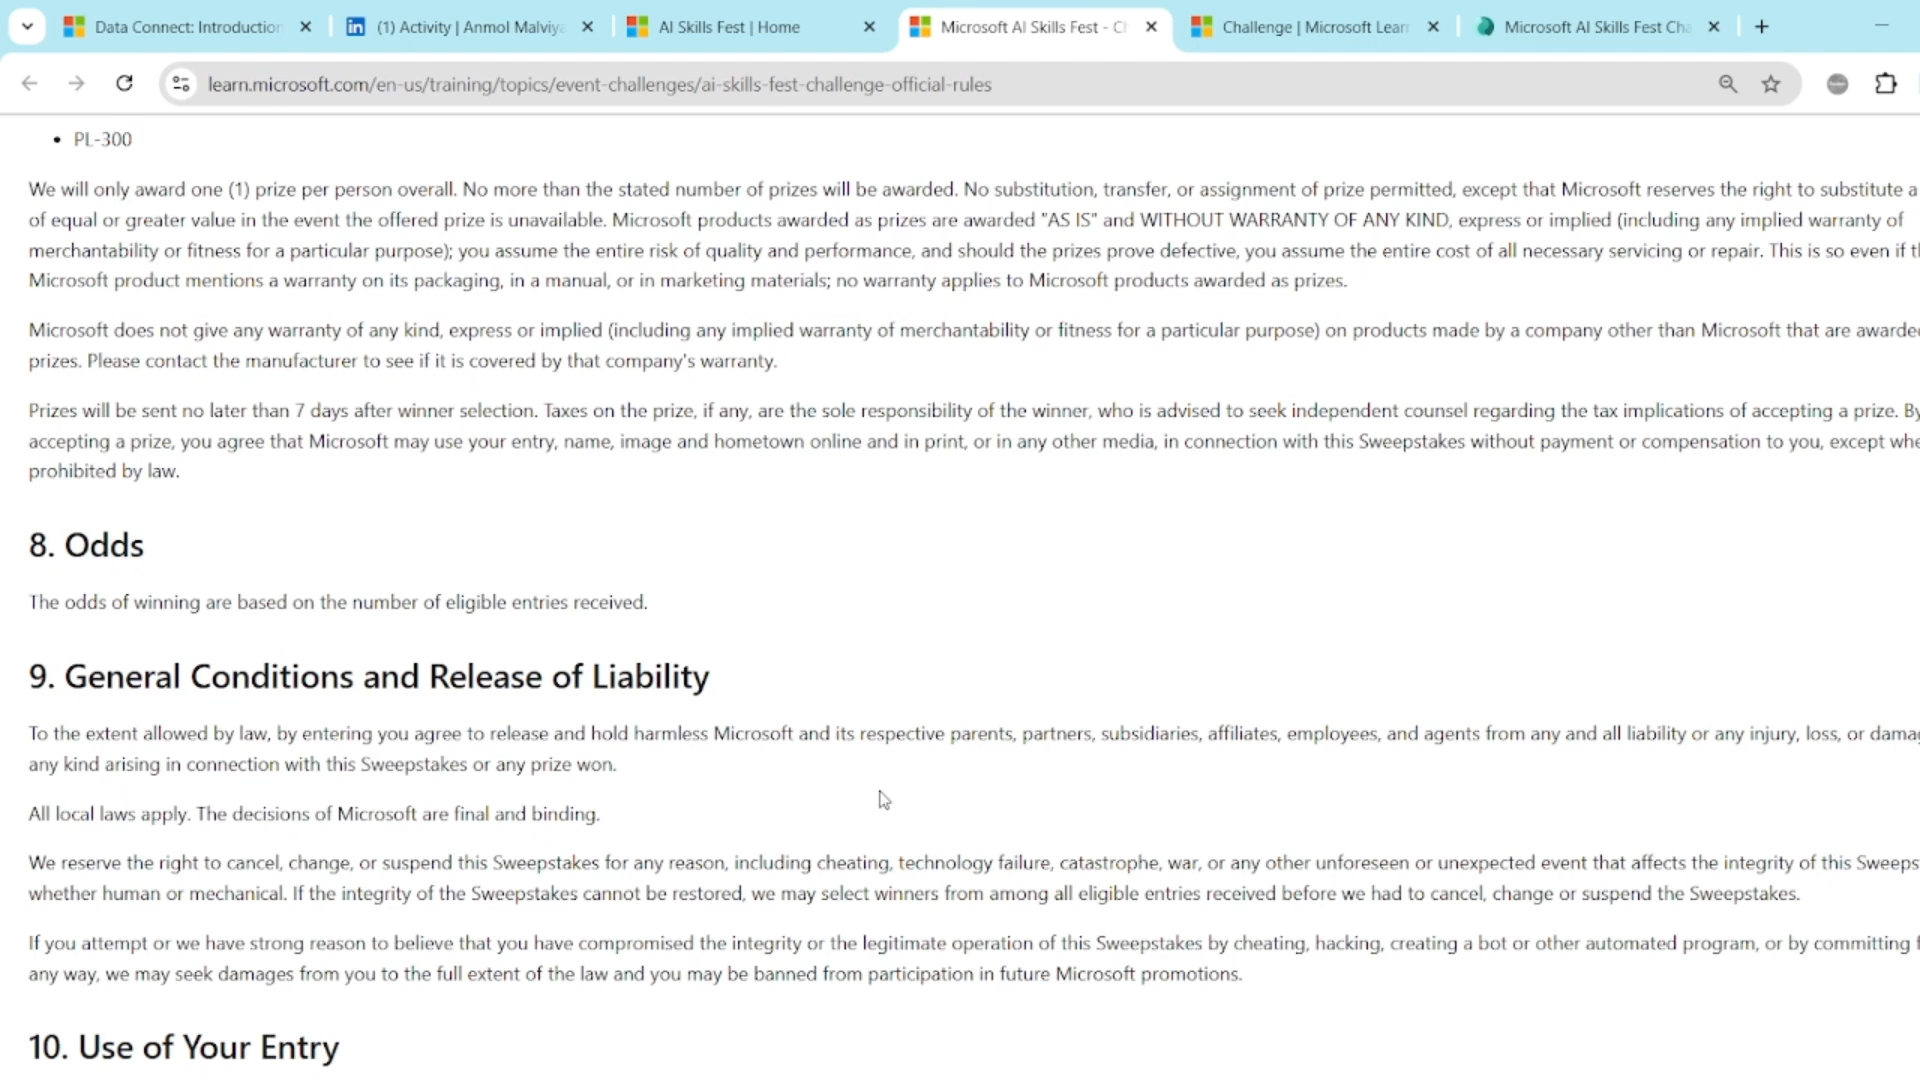 Data Connect: Introduction
(1) Activity | Anmol Malviya
AI Skills Fest | Home
Microsoft AI Skills Fest - Ch
Challenge | Microsoft Learn
Microsoft AI Skills Fest Cha
learn.microsoft.com/en-us/training/topics/event-challenges/ai-skills-fest-challenge-official-rules
• PL-300
We will only award one (1) prize per person overall. No more than the stated number of prizes will be awarded. No substitution, transfer, or assignment of prize permitted, except that Microsoft reserves the right to substitute a
of equal or greater value in the event the offered prize is unavailable. Microsoft products awarded as prizes are awarded "AS IS" and WITHOUT WARRANTY OF ANY KIND, express or implied (including any implied warranty of
merchantability or fitness for a particular purpose); you assume the entire risk of quality and performance, and should the prizes prove defective, you assume the entire cost of all necessary servicing or repair. This is so even if
Microsoft product mentions a warranty on its packaging, in a manual, or in marketing materials; no warranty applies to Microsoft products awarded as prizes.
Microsoft does not give any warranty of any kind, express or implied (including any implied warranty of merchantability or fitness for a particular purpose) on products made by a company other than Microsoft that are awarde
prizes. Please contact the manufacturer to see if it is covered by that company's warranty.
Prizes will be sent no later than 7 days after winner selection. Taxes on the prize, if any, are the sole responsibility of the winner, who is advised to seek independent counsel regarding the tax implications of accepting a prize. By
accepting a prize, you agree that Microsoft may use your entry, name, image and hometown online and in print, or in any other media, in connection with this Sweepstakes without payment or compensation to you, except whe
prohibited by law.
8. Odds
The odds of winning are based on the number of eligible entries received.
9. General Conditions and Release of Liability
To the extent allowed by law, by entering you agree to release and hold harmless Microsoft and its respective parents, partners, subsidiaries, affiliates, employees, and agents from any and all liability or any injury, loss, or damag
any kind arising in connection with this Sweepstakes or any prize won.
All local laws apply. The decisions of Microsoft are final and binding.
We reserve the right to cancel, change, or suspend this Sweepstakes for any reason, including cheating, technology failure, catastrophe, war, or any other unforeseen or unexpected event that affects the integrity of this Sweeps
whether human or mechanical. If the integrity of the Sweepstakes cannot be restored, we may select winners from among all eligible entries received before we had to cancel, change or suspend the Sweepstakes.
If you attempt or we have strong reason to believe that you have compromised the integrity or the legitimate operation of this Sweepstakes by cheating, hacking, creating a bot or other automated program, or by committing
any way, we may seek damages from you to the full extent of the law and you may be banned from participation in future Microsoft promotions.
10. Use of Your Entry